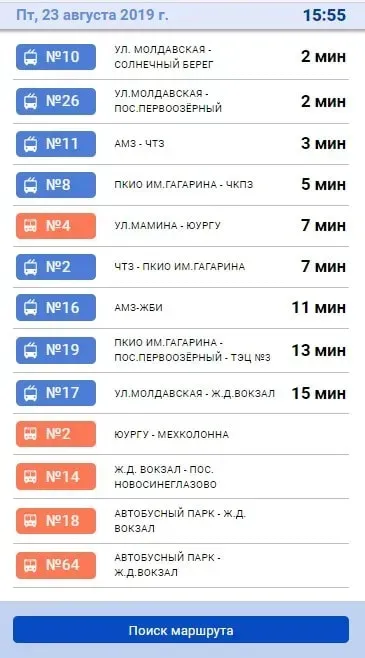 Пт, 23 августа 2019 г. 15:55
№10 УЛ. МОЛДАВСКАЯ - 2 мин
СОЛНЕЧНЫЙ БЕРЕГ
№26 УЛ.МОЛДАВСКАЯ - 2 мин
ПОС.ПЕРВООЗЁРНЫЙ
№11 АМЗ - ЧТЗ 3 мин
№8 ПКИО ИМ.ГАГАРИНА - ЧКПЗ 5 мин
№4 УЛ.МАМИНА - ЮУРГУ 7 мин
№2 ЧТЗ - ПКИО ИМ.ГАГАРИНА 7 мин
№16 АМЗ-ЖБИ 11 мин
№19 ПКИО ИМ.ГАГАРИНА - 13 мин
ПОС.ПЕРВООЗЁРНЫЙ - ТЭЦ №3
№17 УЛ.МОЛДАВСКАЯ - Ж.Д.ВОКЗАЛ 15 мин
№2 ЮУРГУ - МЕХКОЛОННА
№14 Ж.Д. ВОКЗАЛ - ПОС.
НОВОСИНЕГЛАЗОВО
№18 АВТОБУСНЫЙ ПАРК - Ж.Д.
ВОКЗАЛ
№64 АВТОБУСНЫЙ ПАРК -
Ж.Д.ВОКЗАЛ
Поиск маршрута